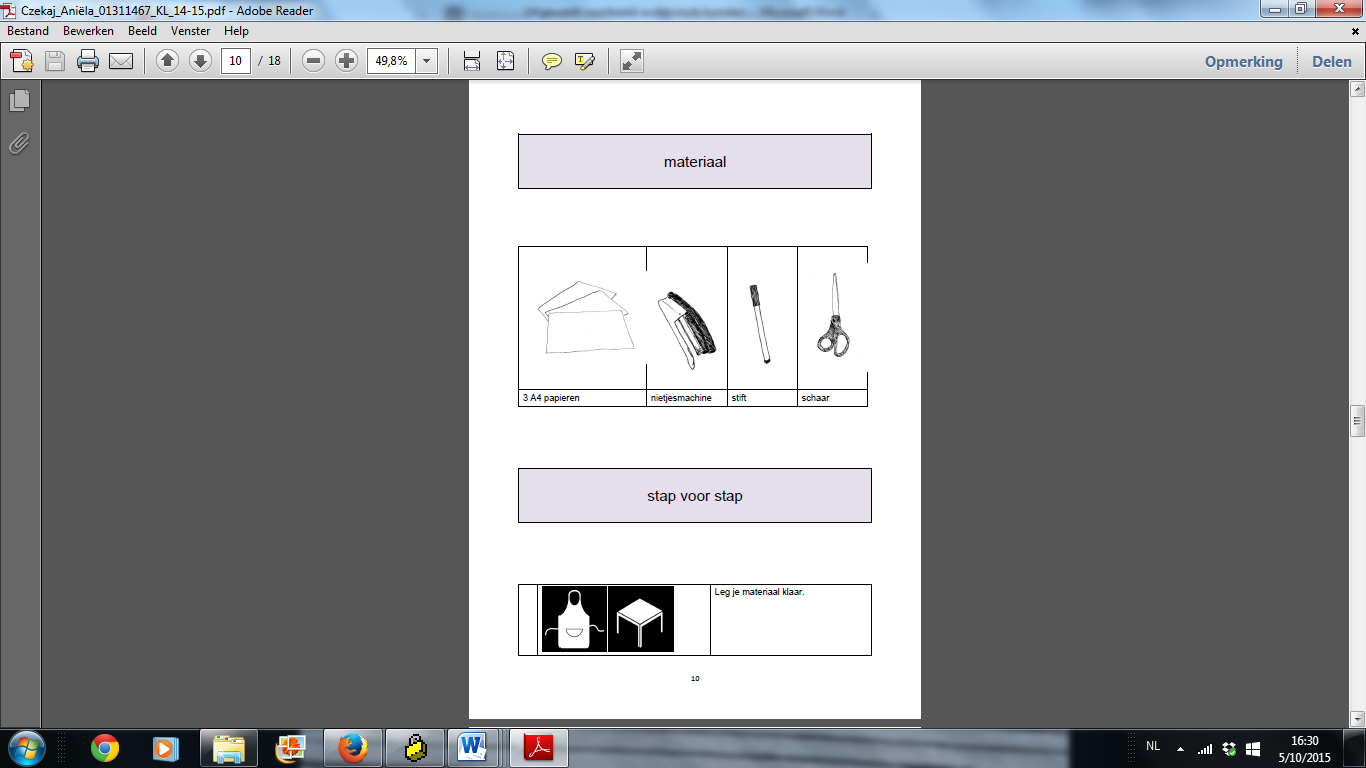 Czekaj_Aniëla_01311467_KL_14-15.pdf - Adobe Reader
Bestand Bewerken Beeld Venster Help
10 / 18 49,8% Opmerking Delen
materiaal
3 A4 papieren nietjesmachine stift schaar
stap voor stap
Leg je materiaal klaar.
10
NL 16:30
5/10/2015